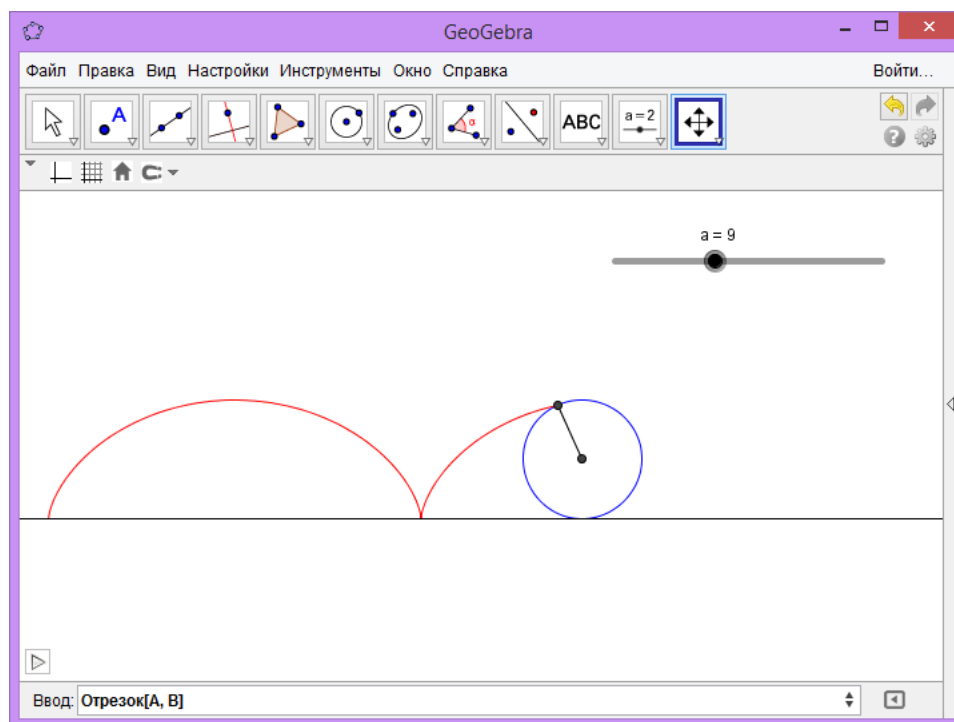 GeoGebra
Файл Правка Вид Настройки Инструменты Окно Справка Войти...
A α ABC a = 2
a = 9
Ввод: Отрезок[A, B]